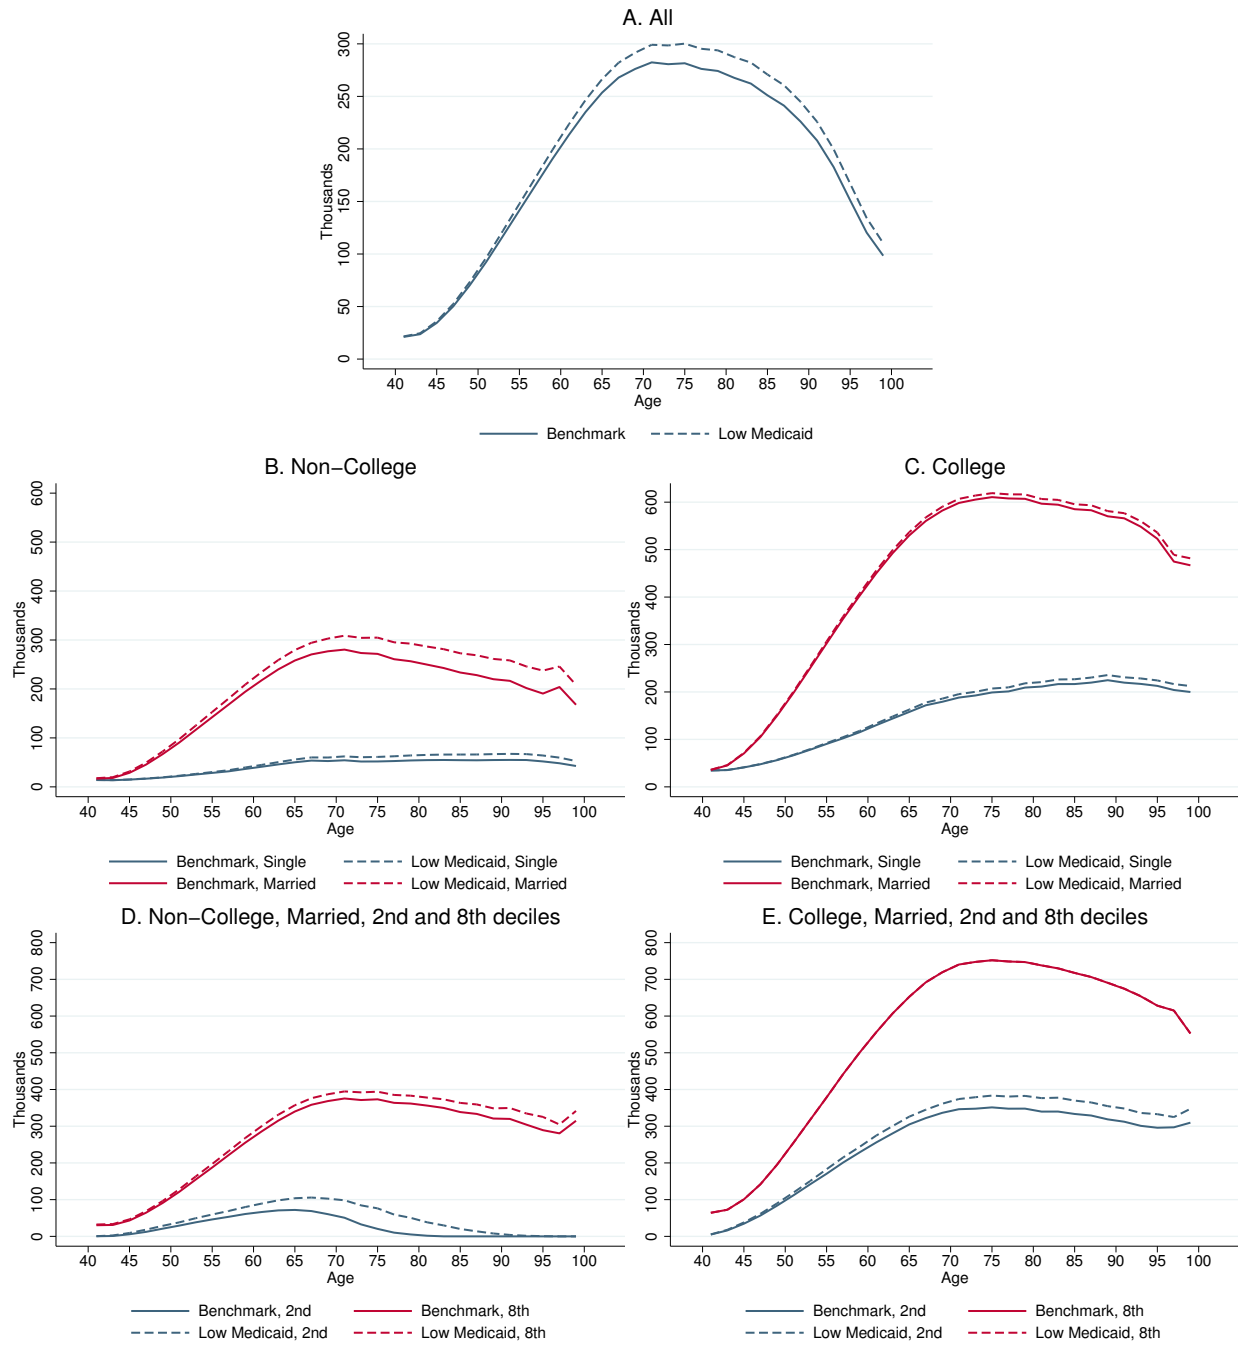 A. All
Thousands
0 50 100 150 200 250 300
40 45 50 55 60 65 70 75 80 85 90 95 100
Age
Benchmark Low Medicaid
B. Non−College
Thousands
0 100 200 300 400 500 600
40 45 50 55 60 65 70 75 80 85 90 95 100
Age
Benchmark, Single Low Medicaid, Single
Benchmark, Married Low Medicaid, Married
C. College
Thousands
0 100 200 300 400 500 600
40 45 50 55 60 65 70 75 80 85 90 95 100
Age
Benchmark, Single Low Medicaid, Single
Benchmark, Married Low Medicaid, Married
D. Non−College, Married, 2nd and 8th deciles
Thousands
0 100 200 300 400 500 600 700 800
40 45 50 55 60 65 70 75 80 85 90 95 100
Age
Benchmark, 2nd Benchmark, 8th
Low Medicaid, 2nd Low Medicaid, 8th
E. College, Married, 2nd and 8th deciles
Thousands
0 100 200 300 400 500 600 700 800
40 45 50 55 60 65 70 75 80 85 90 95 100
Age
Benchmark, 2nd Benchmark, 8th
Low Medicaid, 2nd Low Medicaid, 8th